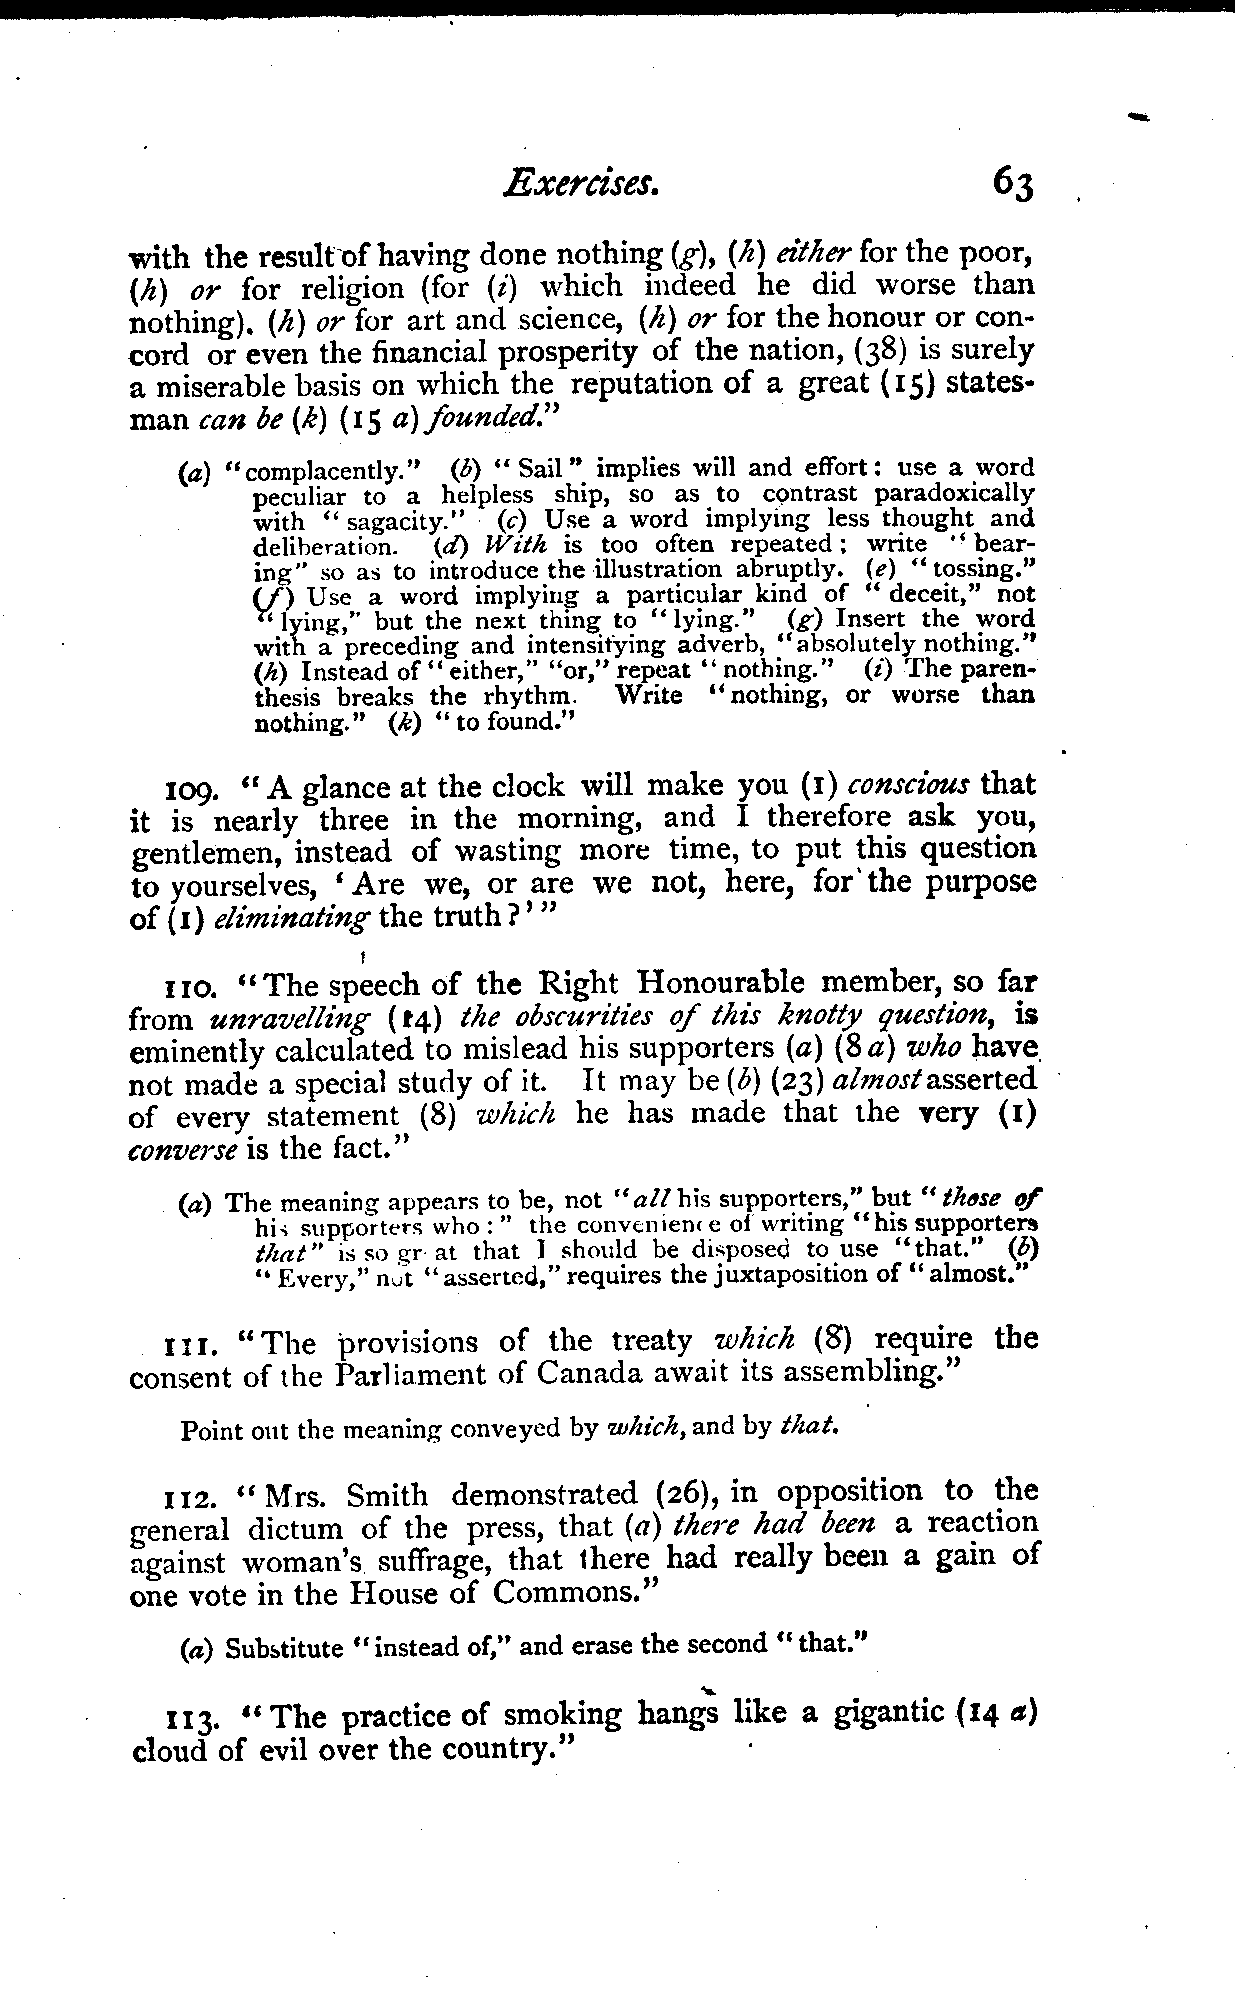 Exercises. 63
with the result of having done nothing (g), (h) either for the poor,
(h) or for religion (for (i) which indeed he did worse than
nothing). (h) or for art and science, (h) or for the honour or con-
cord or even the financial prosperity of the nation, (38) is surely
a miserable basis on which the reputation of a great (15) states-
man can be (k) (15 a) founded."
(a) "complacently." (b) "Sail" implies will and effort: use a word
peculiar to a helpless ship, so as to contrast paradoxically
with "sagacity." (c) Use a word implying less thought and
deliberation. (d) With is too often repeated; write "bear-
ing" so as to introduce the illustration abruptly. (e) "tossing."
(f) Use a word implying a particular kind of "deceit," not
"lying," but the next thing to "lying." (g) Insert the word
with a preceding and intensifying adverb, "absolutely nothing."
(h) Instead of "either," "or," repeat "nothing." (i) The paren-
thesis breaks the rhythm. Write "nothing, or worse than
nothing." (k) "to found."
109. "A glance at the clock will make you (1) conscious that
it is nearly three in the morning, and I therefore ask you,
gentlemen, instead of wasting more time, to put this question
to yourselves, 'Are we, or are we not, here, for the purpose
of (1) eliminating the truth?'"
110. "The speech of the Right Honourable member, so far
from unravelling (14) the obscurities of this knotty question, is
eminently calculated to mislead his supporters (a) (8 a) who have
not made a special study of it. It may be (b) (23) almost asserted
of every statement (8) which he has made that the very (1)
converse is the fact."
(a) The meaning appears to be, not "all his supporters," but "those of
his supporters who:" the convenience of writing "his supporters
that" is so great that I should be disposed to use "that." (b)
"Every," not "asserted," requires the juxtaposition of "almost."
111. "The provisions of the treaty which (8) require the
consent of the Parliament of Canada await its assembling."
Point out the meaning conveyed by which, and by that.
112. "Mrs. Smith demonstrated (26), in opposition to the
general dictum of the press, that (a) there had been a reaction
against woman's suffrage, that there had really been a gain of
one vote in the House of Commons."
(a) Substitute "instead of," and erase the second "that."
113. "The practice of smoking hangs like a gigantic (14 a)
cloud of evil over the country."